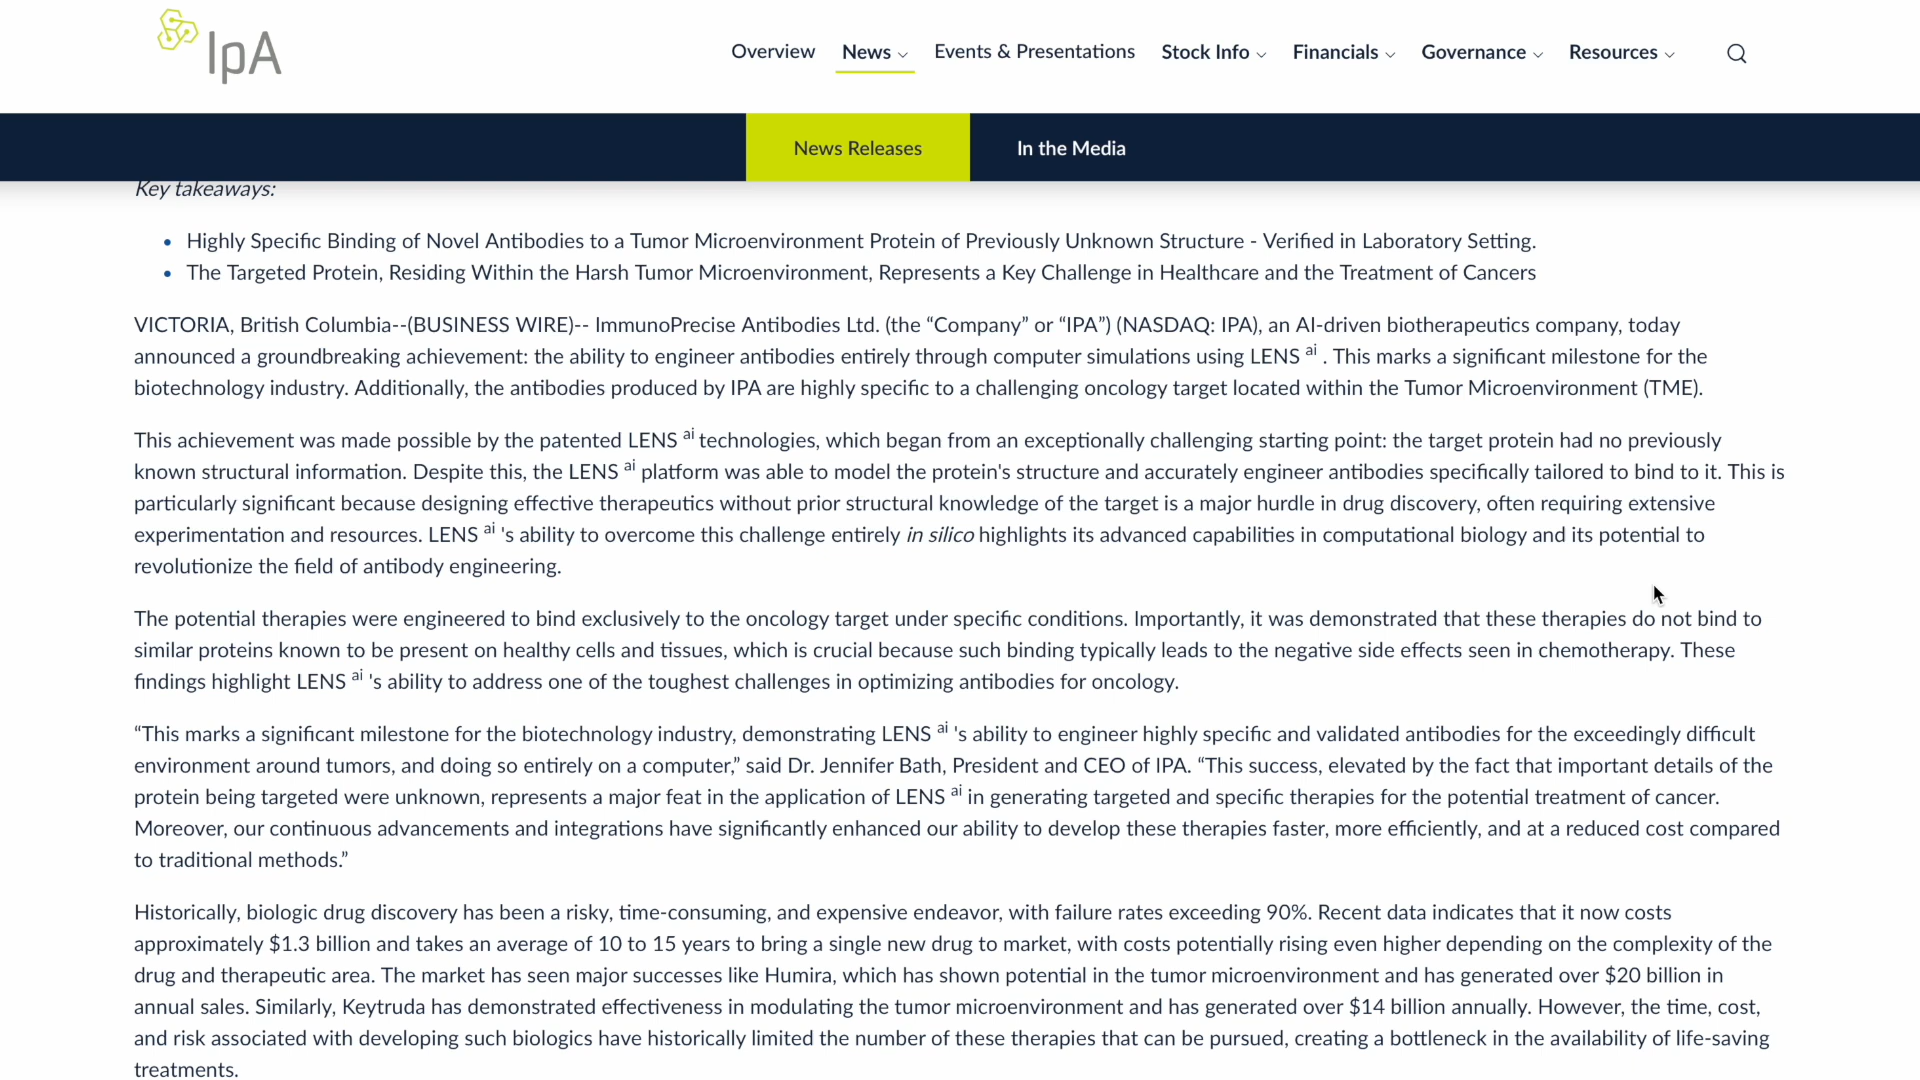 IpA
Overview News Events & Presentations Stock Info Financials Governance Resources
News Releases In the Media
Key takeaways:
• Highly Specific Binding of Novel Antibodies to a Tumor Microenvironment Protein of Previously Unknown Structure - Verified in Laboratory Setting.
• The Targeted Protein, Residing Within the Harsh Tumor Microenvironment, Represents a Key Challenge in Healthcare and the Treatment of Cancers
VICTORIA, British Columbia--(BUSINESS WIRE)-- ImmunoPrecise Antibodies Ltd. (the “Company” or “IPA”) (NASDAQ: IPA), an AI-driven biotherapeutics company, today
announced a groundbreaking achievement: the ability to engineer antibodies entirely through computer simulations using LENS ai . This marks a significant milestone for the
biotechnology industry. Additionally, the antibodies produced by IPA are highly specific to a challenging oncology target located within the Tumor Microenvironment (TME).
This achievement was made possible by the patented LENS ai technologies, which began from an exceptionally challenging starting point: the target protein had no previously
known structural information. Despite this, the LENS ai platform was able to model the protein's structure and accurately engineer antibodies specifically tailored to bind to it. This is
particularly significant because designing effective therapeutics without prior structural knowledge of the target is a major hurdle in drug discovery, often requiring extensive
experimentation and resources. LENS ai 's ability to overcome this challenge entirely in silico highlights its advanced capabilities in computational biology and its potential to
revolutionize the field of antibody engineering.
The potential therapies were engineered to bind exclusively to the oncology target under specific conditions. Importantly, it was demonstrated that these therapies do not bind to
similar proteins known to be present on healthy cells and tissues, which is crucial because such binding typically leads to the negative side effects seen in chemotherapy. These
findings highlight LENS ai 's ability to address one of the toughest challenges in optimizing antibodies for oncology.
“This marks a significant milestone for the biotechnology industry, demonstrating LENS ai 's ability to engineer highly specific and validated antibodies for the exceedingly difficult
environment around tumors, and doing so entirely on a computer,” said Dr. Jennifer Bath, President and CEO of IPA. “This success, elevated by the fact that important details of the
protein being targeted were unknown, represents a major feat in the application of LENS ai in generating targeted and specific therapies for the potential treatment of cancer.
Moreover, our continuous advancements and integrations have significantly enhanced our ability to develop these therapies faster, more efficiently, and at a reduced cost compared
to traditional methods.”
Historically, biologic drug discovery has been a risky, time-consuming, and expensive endeavor, with failure rates exceeding 90%. Recent data indicates that it now costs
approximately $1.3 billion and takes an average of 10 to 15 years to bring a single new drug to market, with costs potentially rising even higher depending on the complexity of the
drug and therapeutic area. The market has seen major successes like Humira, which has shown potential in the tumor microenvironment and has generated over $20 billion in
annual sales. Similarly, Keytruda has demonstrated effectiveness in modulating the tumor microenvironment and has generated over $14 billion annually. However, the time, cost,
and risk associated with developing such biologics have historically limited the number of these therapies that can be pursued, creating a bottleneck in the availability of life-saving
treatments.